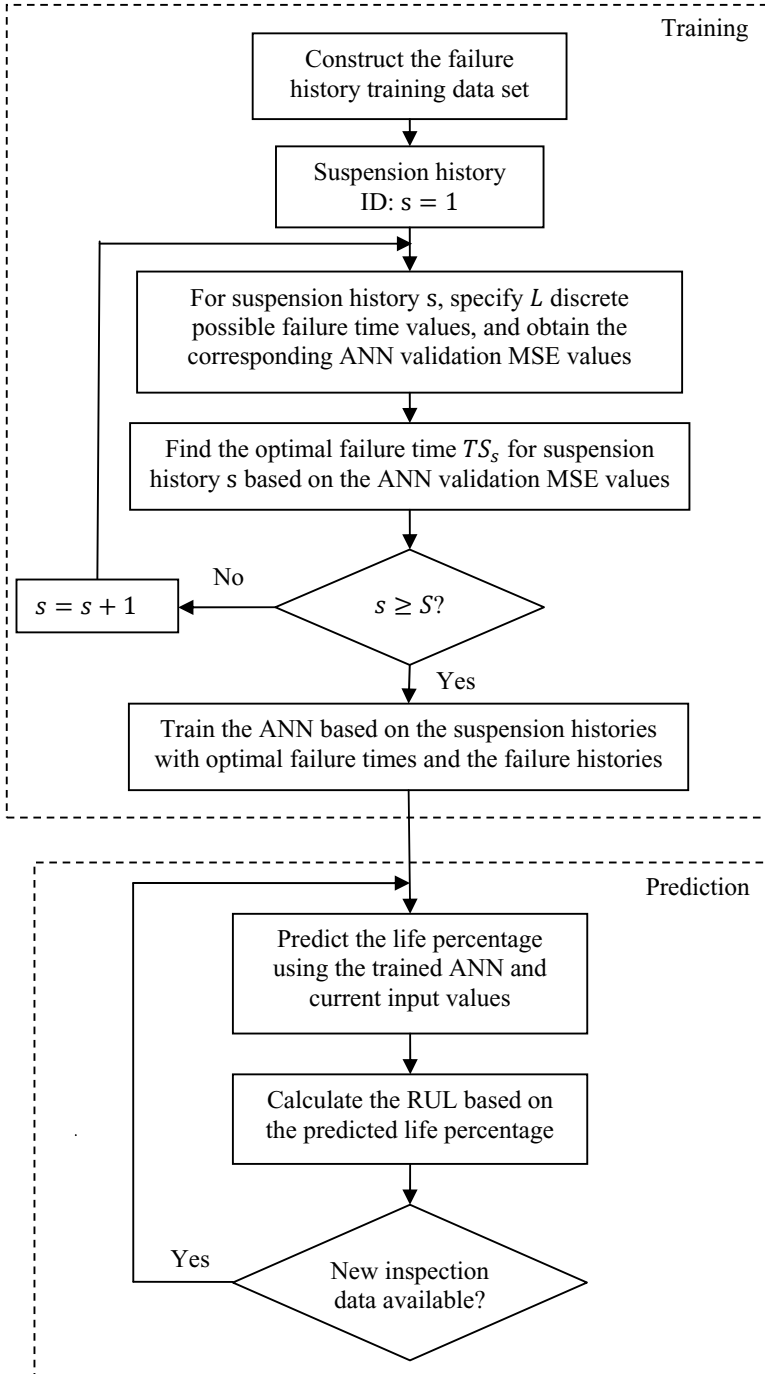 Training
Construct the failure
history training data set
Suspension history
ID: s = 1
For suspension history s, specify L discrete
possible failure time values, and obtain the
corresponding ANN validation MSE values
Find the optimal failure time TSₛ for suspension
history s based on the ANN validation MSE values
No
s = s + 1
s ≥ S?
Yes
Train the ANN based on the suspension histories
with optimal failure times and the failure histories
Prediction
Predict the life percentage
using the trained ANN and
current input values
Calculate the RUL based on
the predicted life percentage
Yes
New inspection
data available?